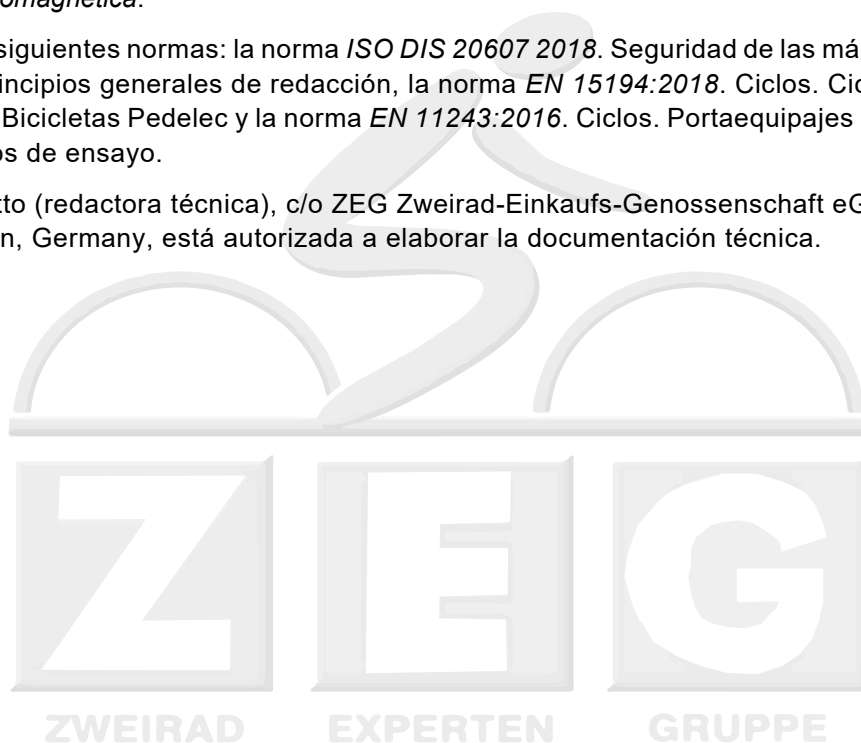 omagnética.
siguientes normas: la norma ISO DIS 20607 2018. Seguridad de las má
incipios generales de redacción, la norma EN 15194:2018. Ciclos. Cic
Bicicletas Pedelec y la norma EN 11243:2016. Ciclos. Portaequipajes
os de ensayo.
tto (redactora técnica), c/o ZEG Zweirad-Einkaufs-Genossenschaft eG
n, Germany, está autorizada a elaborar la documentación técnica.
ZEG
ZWEIRAD EXPERTEN GRUPPE